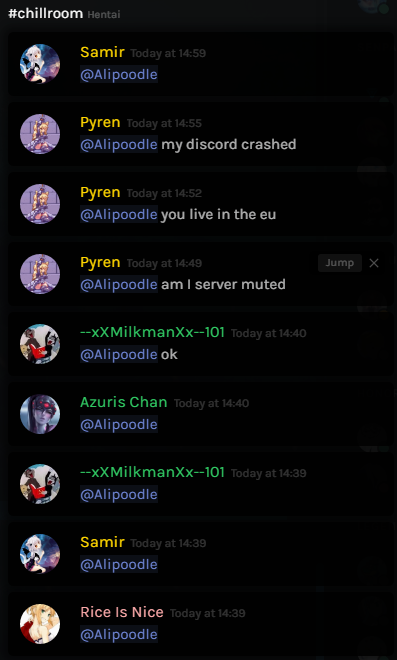 #chillroom Hentai
Samir Today at 14:59
@Alipoodle
Pyren Today at 14:55
@Alipoodle my discord crashed
Pyren Today at 14:52
@Alipoodle you live in the eu
Pyren Today at 14:49 Jump
@Alipoodle am I server muted
--xXMilkmanXx--101 Today at 14:40
@Alipoodle ok
Azuris Chan Today at 14:40
@Alipoodle
--xXMilkmanXx--101 Today at 14:39
@Alipoodle
Samir Today at 14:39
@Alipoodle
Rice Is Nice Today at 14:39
@Alipoodle